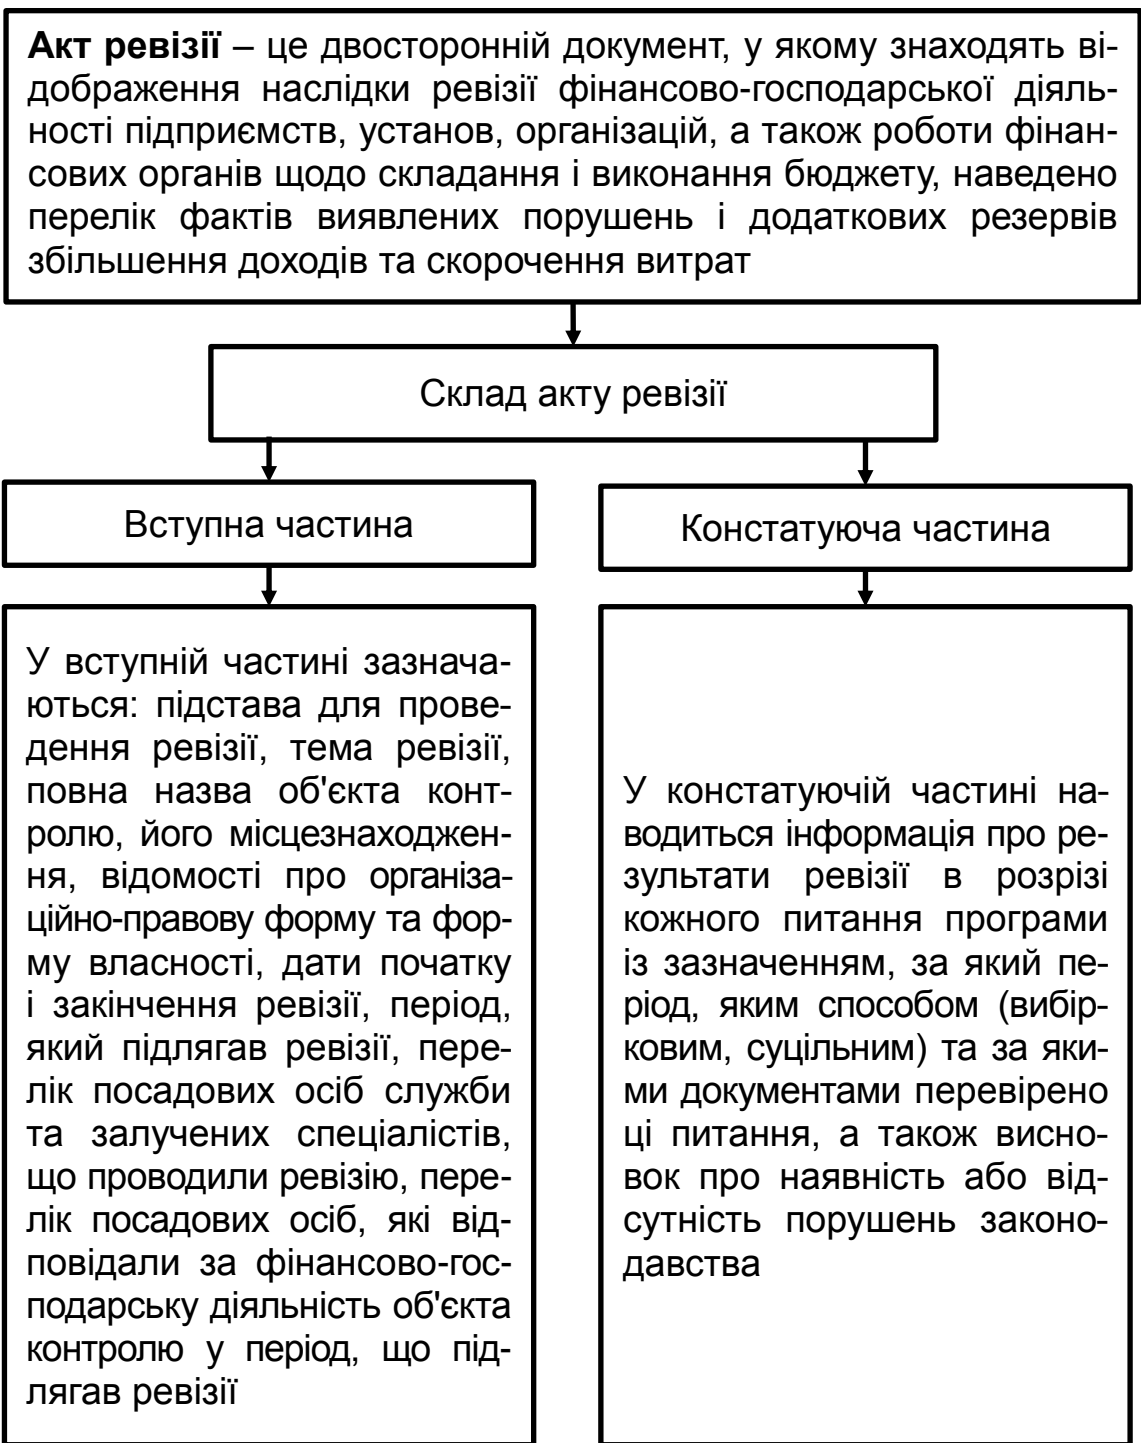 Акт ревізії – це двосторонній документ, у якому знаходять ві-
дображення наслідки ревізії фінансово-господарської діяль-
ності підприємств, установ, організацій, а також роботи фінан-
сових органів щодо складання і виконання бюджету, наведено
перелік фактів виявлених порушень і додаткових резервів
збільшення доходів та скорочення витрат
Склад акту ревізії
Вступна частина
Констатуюча частина
У вступній частині зазнача-
ються: підстава для прове-
дення ревізії, тема ревізії,
повна назва об'єкта конт-
ролю, його місцезнаходжен-
ня, відомості про організа-
ційно-правову форму та фор-
му власності, дати початку
і закінчення ревізії, період,
який підлягав ревізії, пере-
лік посадових осіб служби
та залучених спеціалістів,
що проводили ревізію, пере-
лік посадових осіб, які від-
повідали за фінансово-гос-
подарську діяльність об'єкта
контролю у період, що під-
лягав ревізії
У констатуючій частині на-
водиться інформація про ре-
зультати ревізії в розрізі
кожного питання програми
із зазначенням, за який пе-
ріод, яким способом (вибір-
ковим, суцільним) та за яки-
ми документами перевірено
ці питання, а також висно-
вок про наявність або від-
сутність порушень законо-
давства